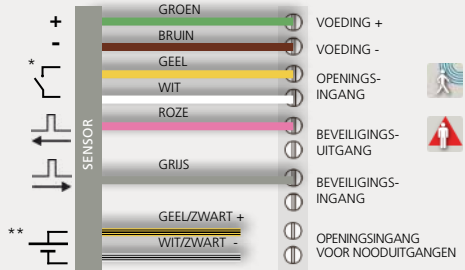 GROEN
+
VOEDING +
BRUIN
-
VOEDING -
GEEL
*
OPENINGS-
INGANG
WIT
ROZE
BEVEILIGINGS-
UITGANG
SENSOR
GRIJS
BEVEILIGINGS-
INGANG
GEEL/ZWART +
**
WIT/ZWART -
OPENINGSINGANG
VOOR NOODUITGANGEN